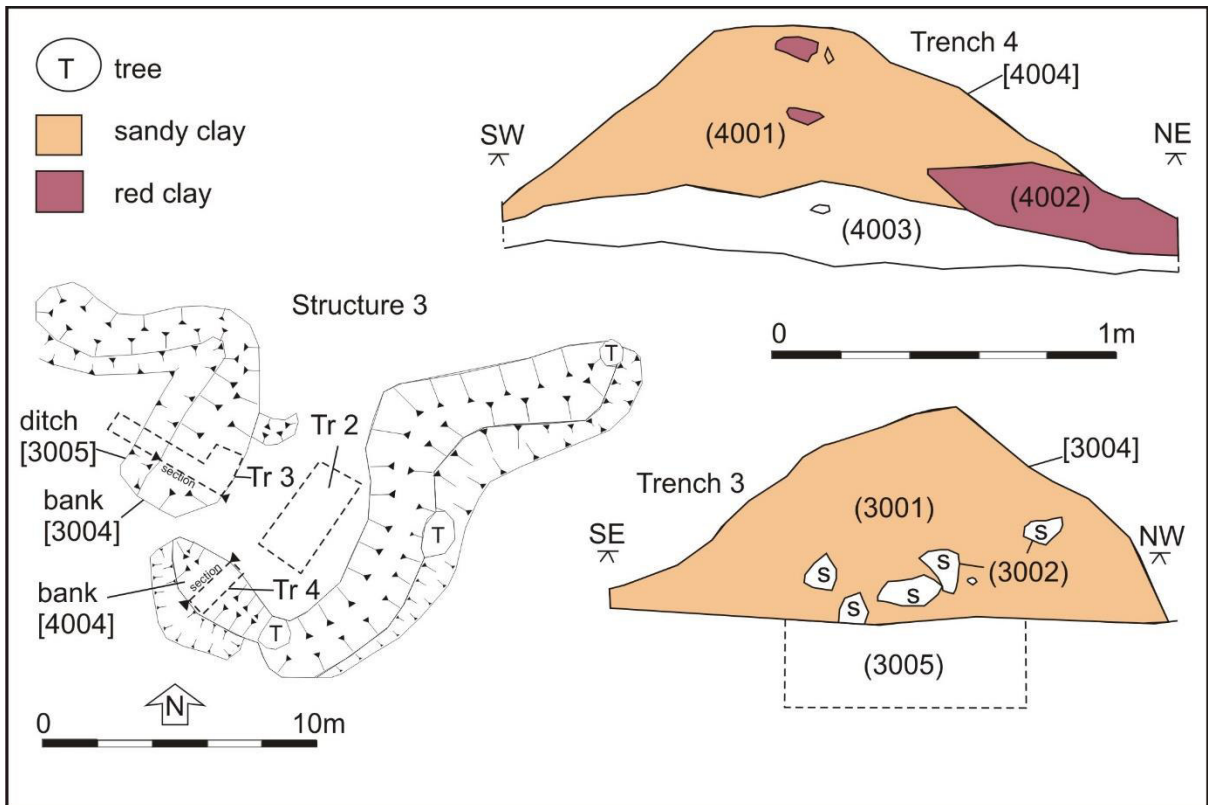 T tree
sandy clay
red clay
Trench 4
[4004]
SW
NE
(4001)
(4002)
(4003)
0 1m
Structure 3
T
Tr 2
ditch
[3005]
section
Tr 3
bank
[3004]
T
section
Tr 4
bank
[4004]
T
N
0 10m
Trench 3
[3004]
(3001)
SE
NW
S
(3002)
S
S
S
S
(3005)